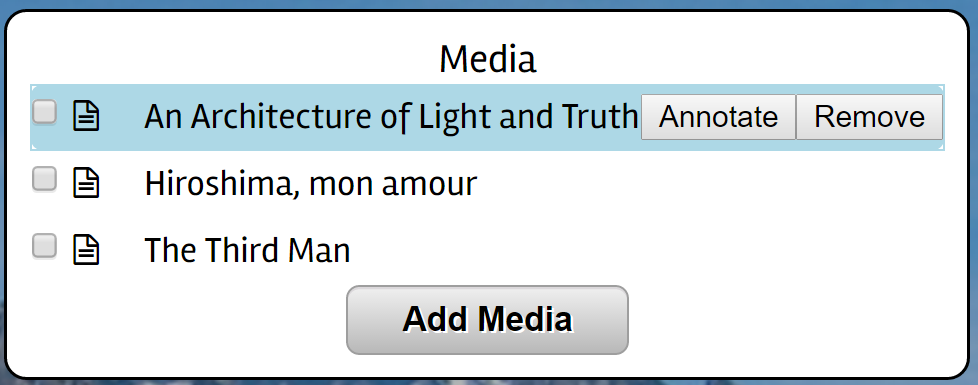 Media
An Architecture of Light and Truth Annotate Remove
Hiroshima, mon amour
The Third Man
Add Media